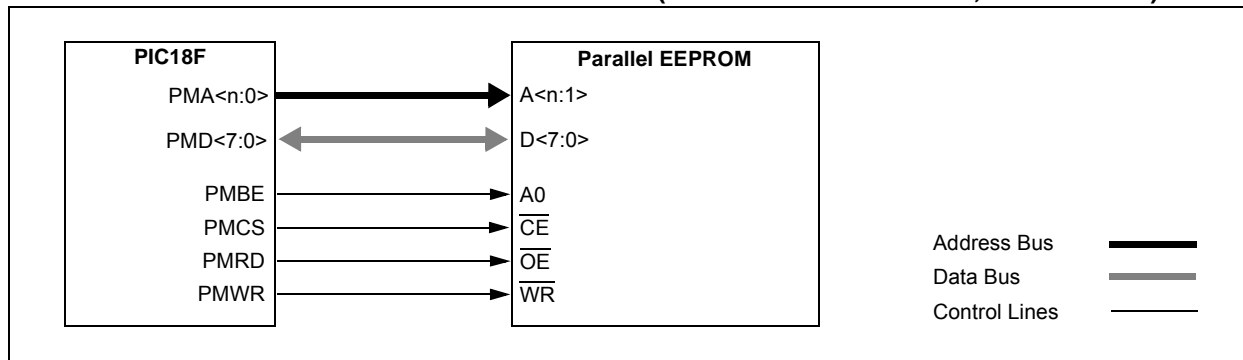 PIC18F
Parallel EEPROM
PMA<n:0>
A<n:1>
PMD<7:0>
D<7:0>
PMBE
A0
PMCS
CE
PMRD
OE
PMWR
WR
Address Bus
Data Bus
Control Lines